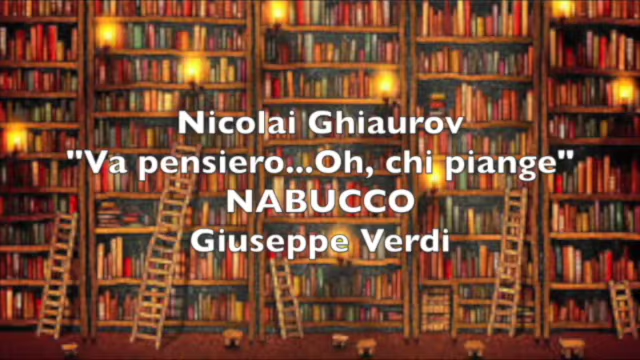 Nicolai Ghiaurov
"Va pensiero...Oh, chi piange"
NABUCCO
Giuseppe Verdi